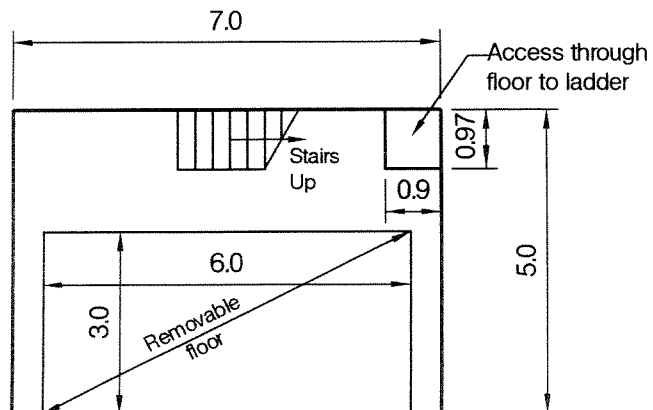 7.0
Access through
floor to ladder
0.97
Stairs
Up
0.9
5.0
6.0
3.0
Removable
floor